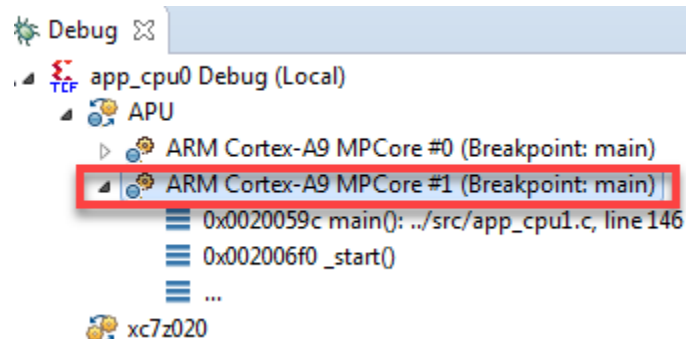 Debug
TCF app_cpu0 Debug (Local)
APU
ARM Cortex-A9 MPCore #0 (Breakpoint: main)
ARM Cortex-A9 MPCore #1 (Breakpoint: main)
0x0020059c main(): ../src/app_cpu1.c, line 146
0x002006f0 _start()
...
xc7z020